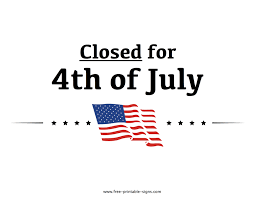 Closed for
4th of July
www.free-printable-signs.com